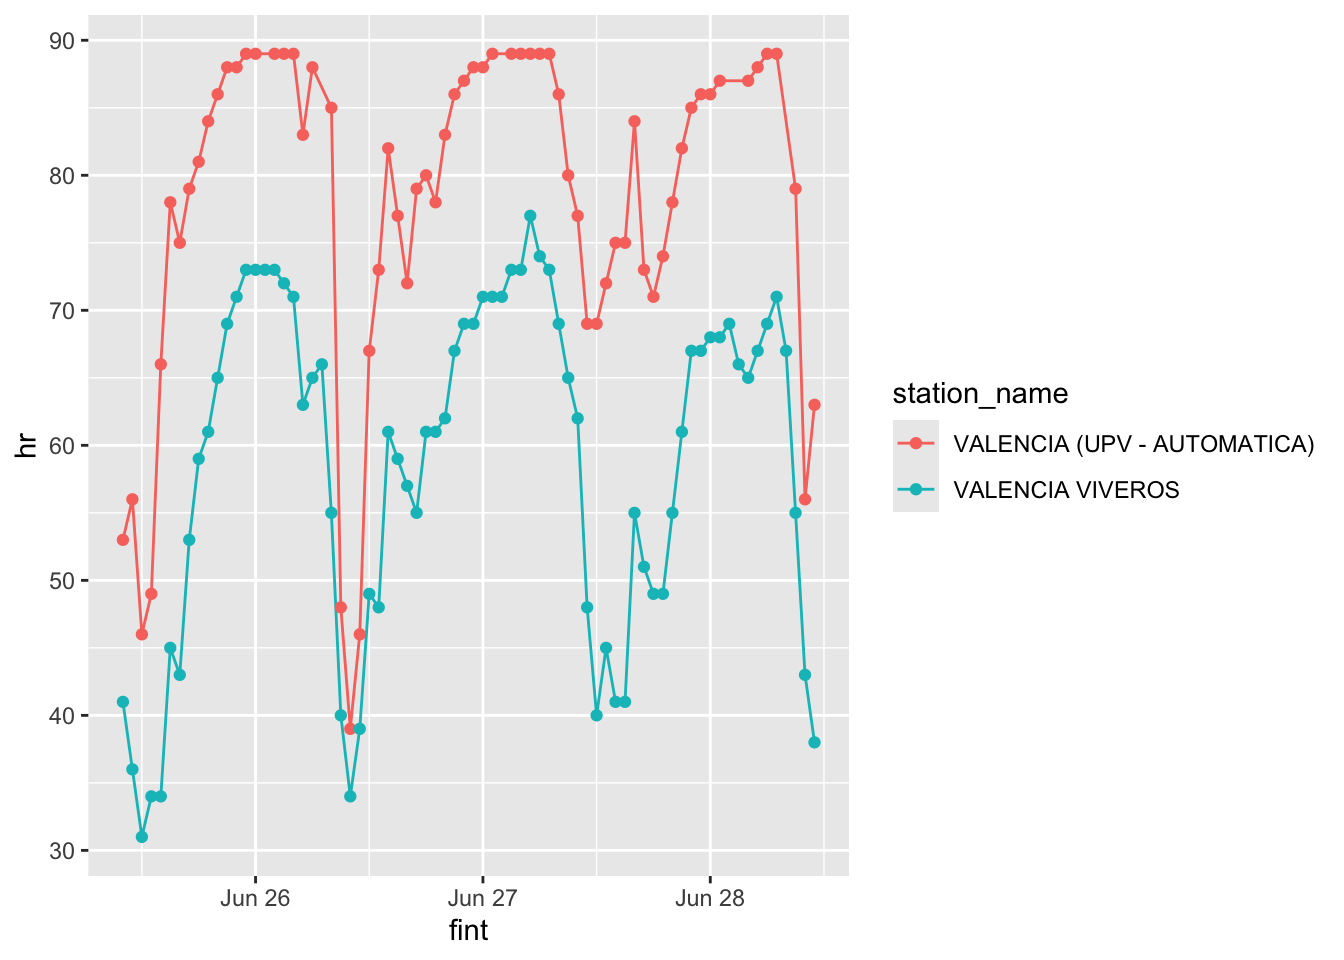 90
80
70
60
50
40
30
hr
Jun 26
Jun 27
Jun 28
fint
station_name
VALENCIA (UPV - AUTOMATICA)
VALENCIA VIVEROS